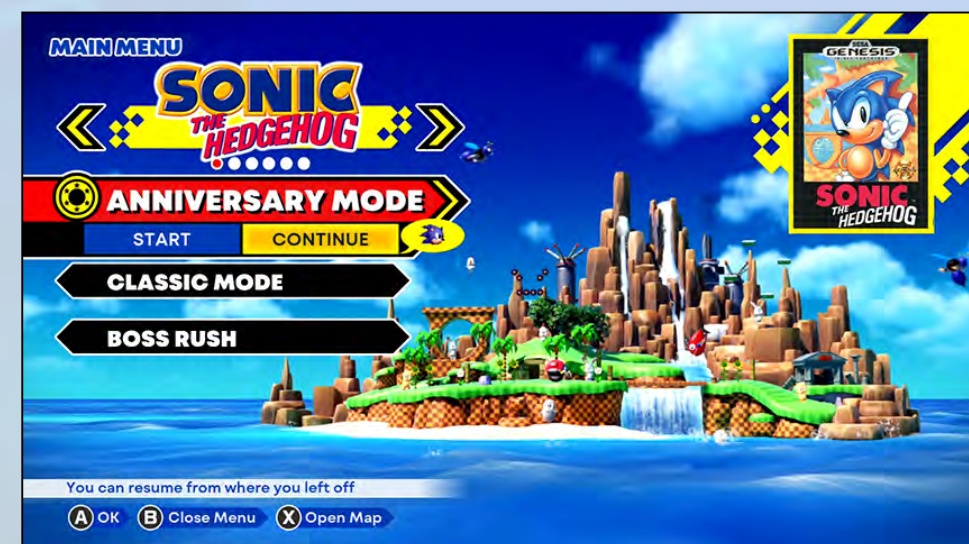 MAIN MENU
SONIC
THE
HEDGEHOG
ANNIVERSARY MODE
START CONTINUE
CLASSIC MODE
BOSS RUSH
You can resume from where you left off
A OK B Close Menu X Open Map
SEGA
GENESIS
SONIC
THE
HEDGEHOG